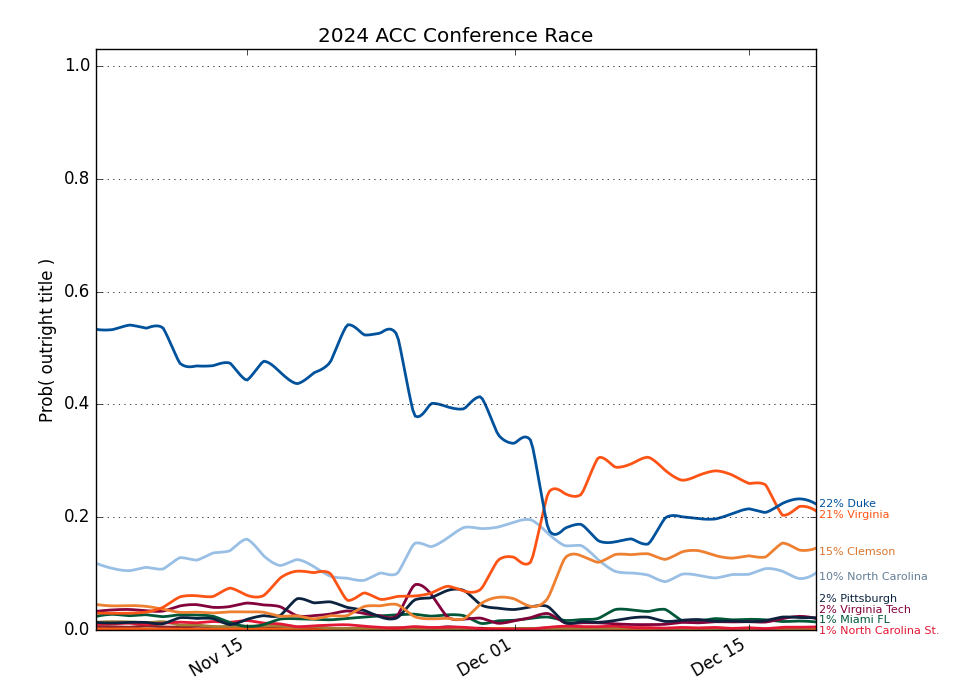 2024 ACC Conference Race
1.0
0.8
0.6
0.4
0.2
0.0
Prob( outright title )
Nov 15
Dec 01
Dec 15
22% Duke
21% Virginia
15% Clemson
10% North Carolina
2% Pittsburgh
2% Virginia Tech
1% Miami FL
1% North Carolina St.